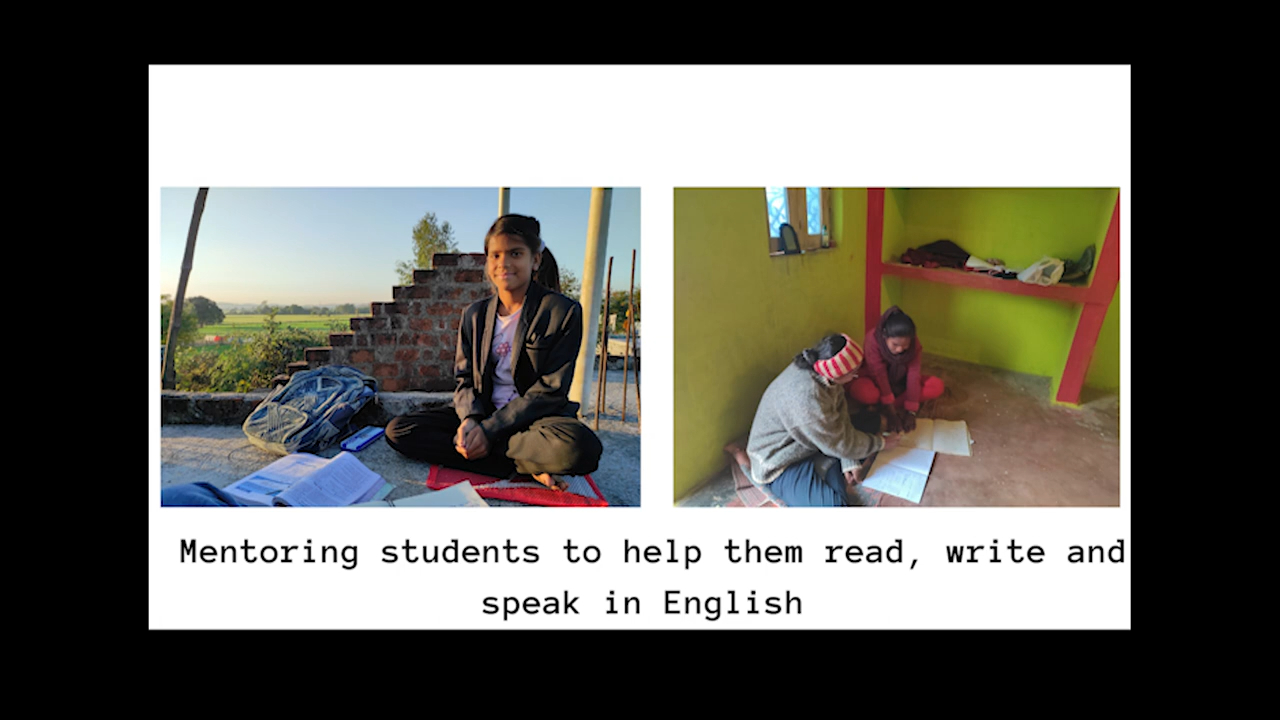 Mentoring students to help them read, write and
speak in English